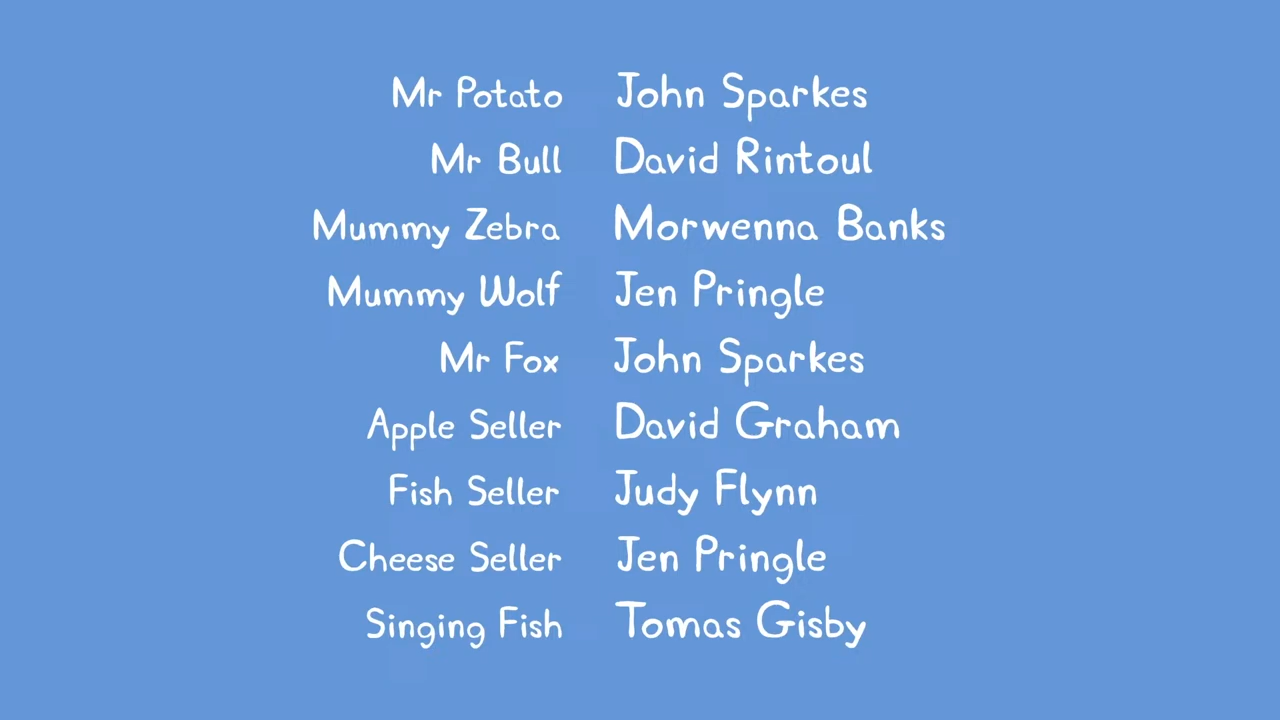 Mr Potato John Sparkes
Mr Bull David Rintoul
Mummy Zebra Morwenna Banks
Mummy Wolf Jen Pringle
Mr Fox John Sparkes
Apple Seller David Graham
Fish Seller Judy Flynn
Cheese Seller Jen Pringle
Singing Fish Tomas Gisby